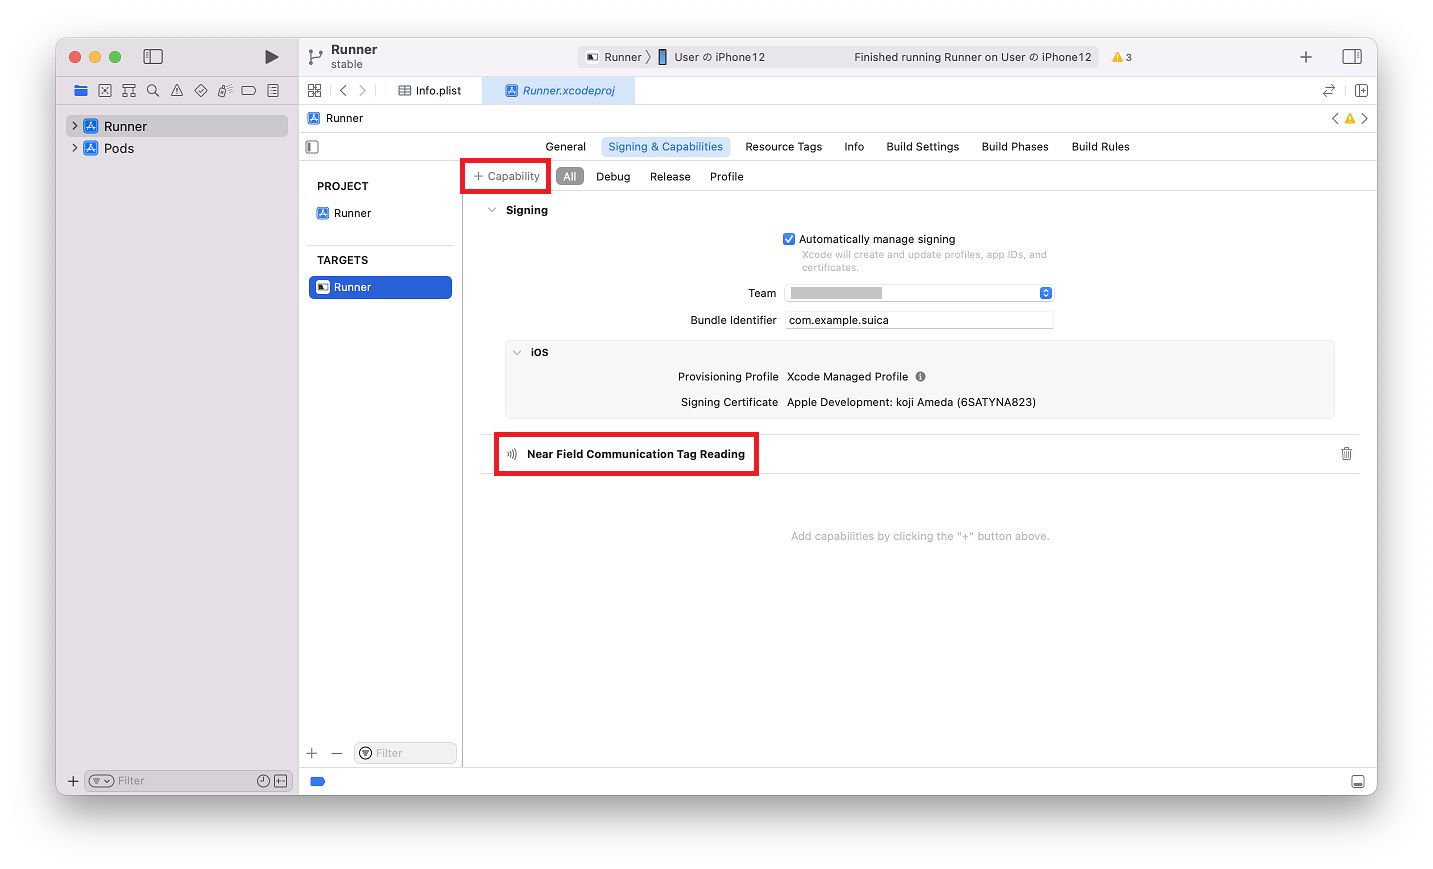 Runner
stable
Runner
User の iPhone12
Finished running Runner on User の iPhone12
3
Info.plist
Runner.xcodeproj
Runner
Pods
Runner
General
Signing & Capabilities
Resource Tags
Info
Build Settings
Build Phases
Build Rules
PROJECT
Runner
TARGETS
Runner
+ Capability
All
Debug
Release
Profile
Signing
Automatically manage signing
Xcode will create and update profiles, app IDs, and
certificates.
Team
Bundle Identifier
com.example.suica
iOS
Provisioning Profile
Xcode Managed Profile
Signing Certificate
Apple Development: koji Ameda (6SATYNA823)
Near Field Communication Tag Reading
Add capabilities by clicking the "+" button above.
Filter
Filter